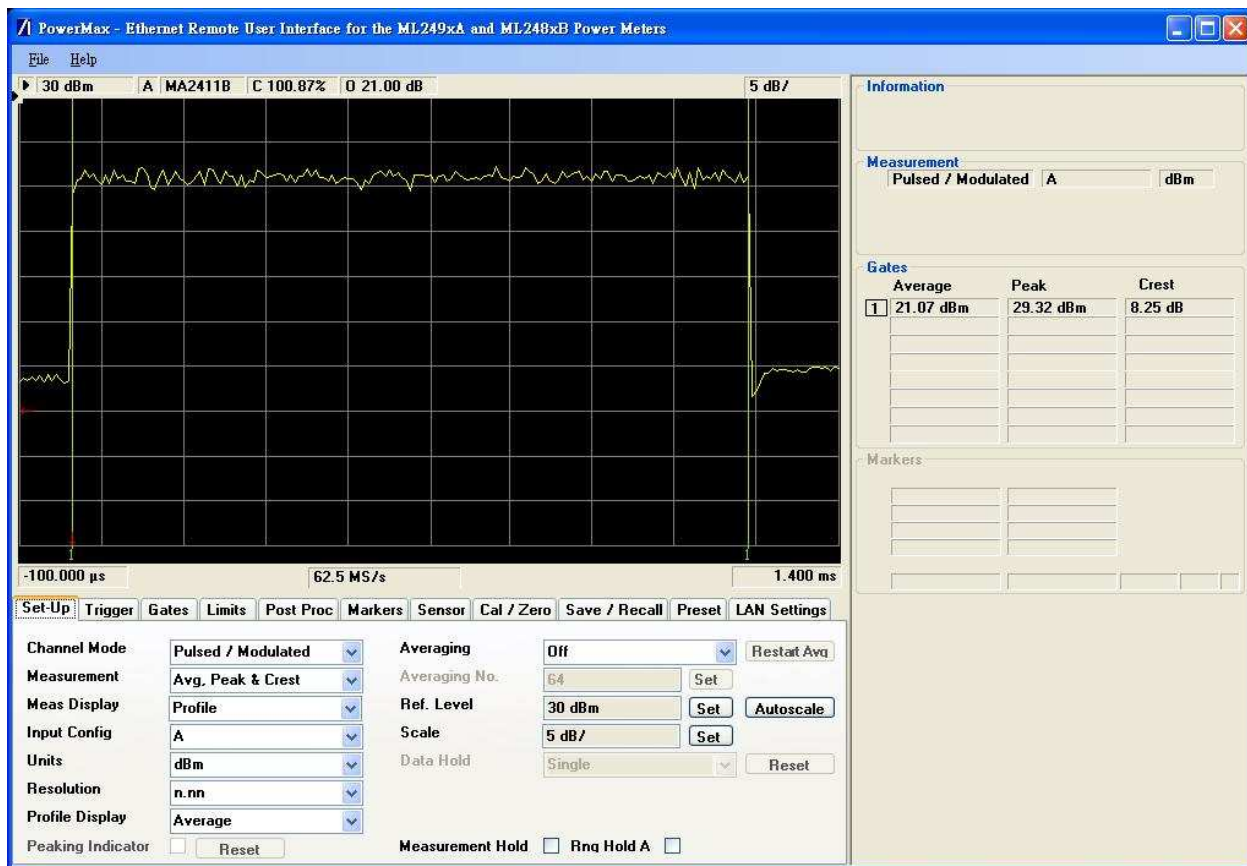 PowerMax - Ethernet Remote User Interface for the ML249xA and ML248xB Power Meters
File Help
30 dBm A MA2411B C 100.87% O 21.00 dB 5 dB/
1 1
-100.000 µs 62.5 MS/s 1.400 ms
Information
Measurement
Pulsed / Modulated A dBm
Gates
Average Peak Crest
1 21.07 dBm 29.32 dBm 8.25 dB
Markers
Set-Up Trigger Gates Limits Post Proc Markers Sensor Cal / Zero Save / Recall Preset LAN Settings
Channel Mode Pulsed / Modulated Averaging Off Restart Avg
Measurement Avg, Peak & Crest Averaging No. 64 Set
Meas Display Profile Ref. Level 30 dBm Set Autoscale
Input Config A Scale 5 dB/ Set
Units dBm Data Hold Single Reset
Resolution n.nn
Profile Display Average
Peaking Indicator Reset Measurement Hold Rng Hold A